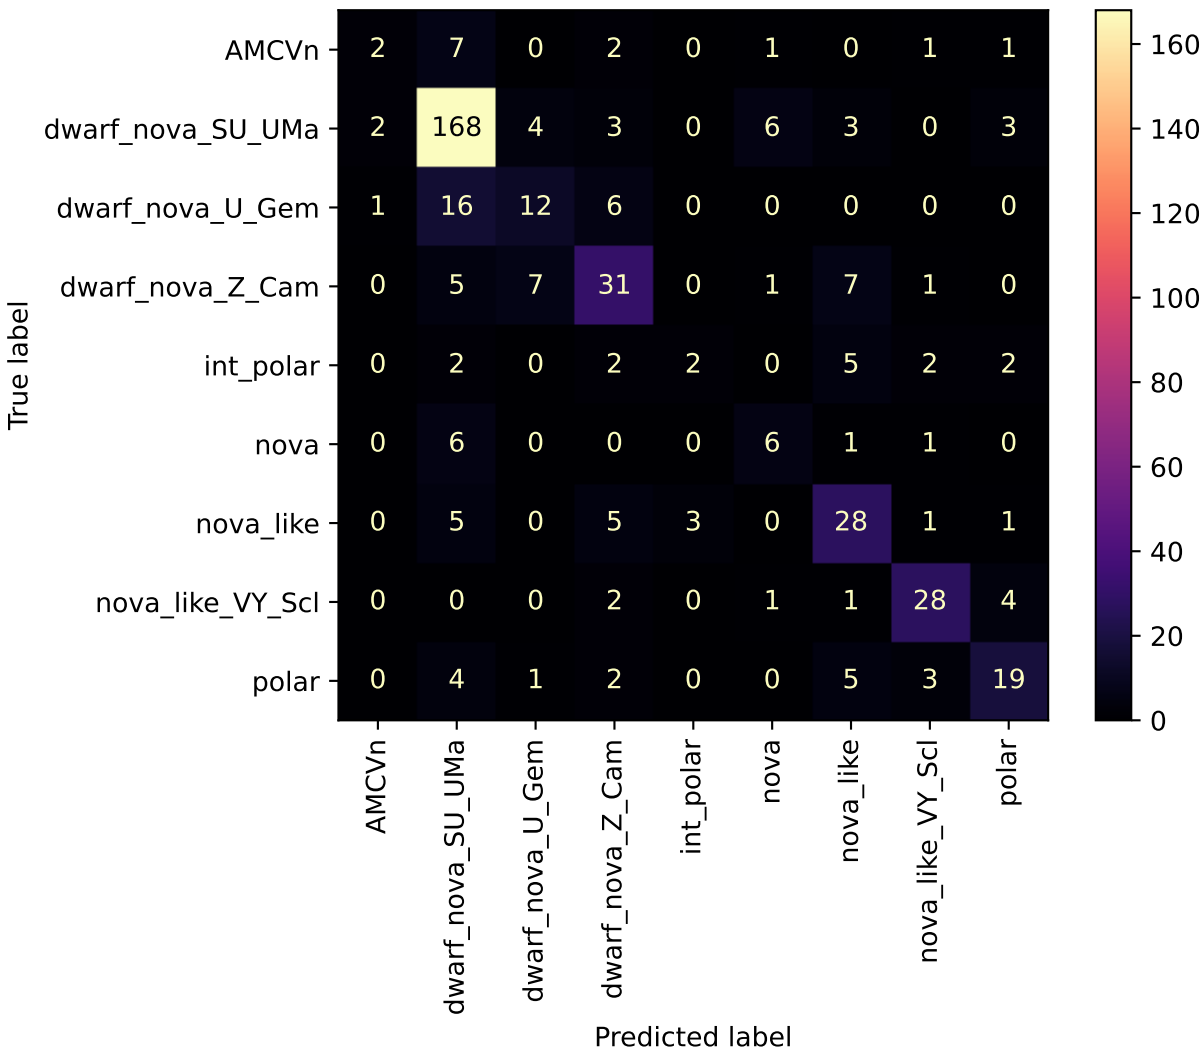 True label
AMCVn 2 7 0 2 0 1 0 1 1
dwarf_nova_SU_UMa 2 168 4 3 0 6 3 0 3
dwarf_nova_U_Gem 1 16 12 6 0 0 0 0 0
dwarf_nova_Z_Cam 0 5 7 31 0 1 7 1 0
int_polar 0 2 0 2 2 0 5 2 2
nova 0 6 0 0 0 6 1 1 0
nova_like 0 5 0 5 3 0 28 1 1
nova_like_VY_Scl 0 0 0 2 0 1 1 28 4
polar 0 4 1 2 0 0 5 3 19
AMCVn
dwarf_nova_SU_UMa
dwarf_nova_U_Gem
dwarf_nova_Z_Cam
int_polar
nova
nova_like
nova_like_VY_Scl
polar
Predicted label
160
140
120
100
80
60
40
20
0